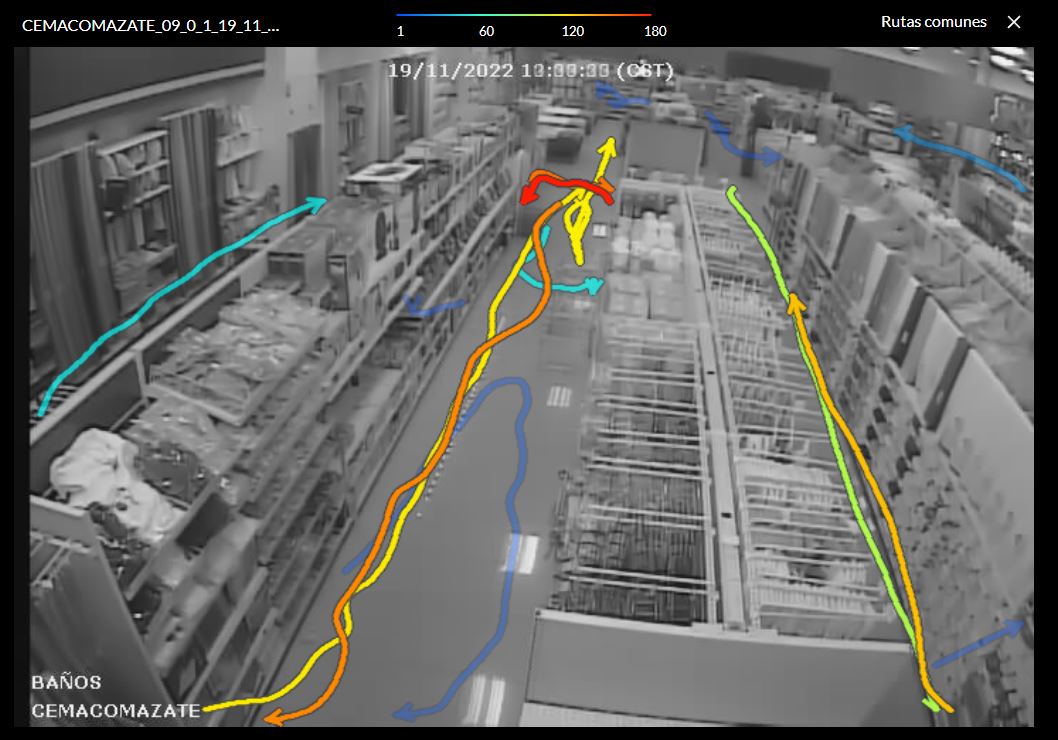 CEMACOMAZATE_09_0_1_19_11_...
1 60 120 180
Rutas comunes
19/11/2022 (CST)
BAÑOS
CEMACOMAZATE